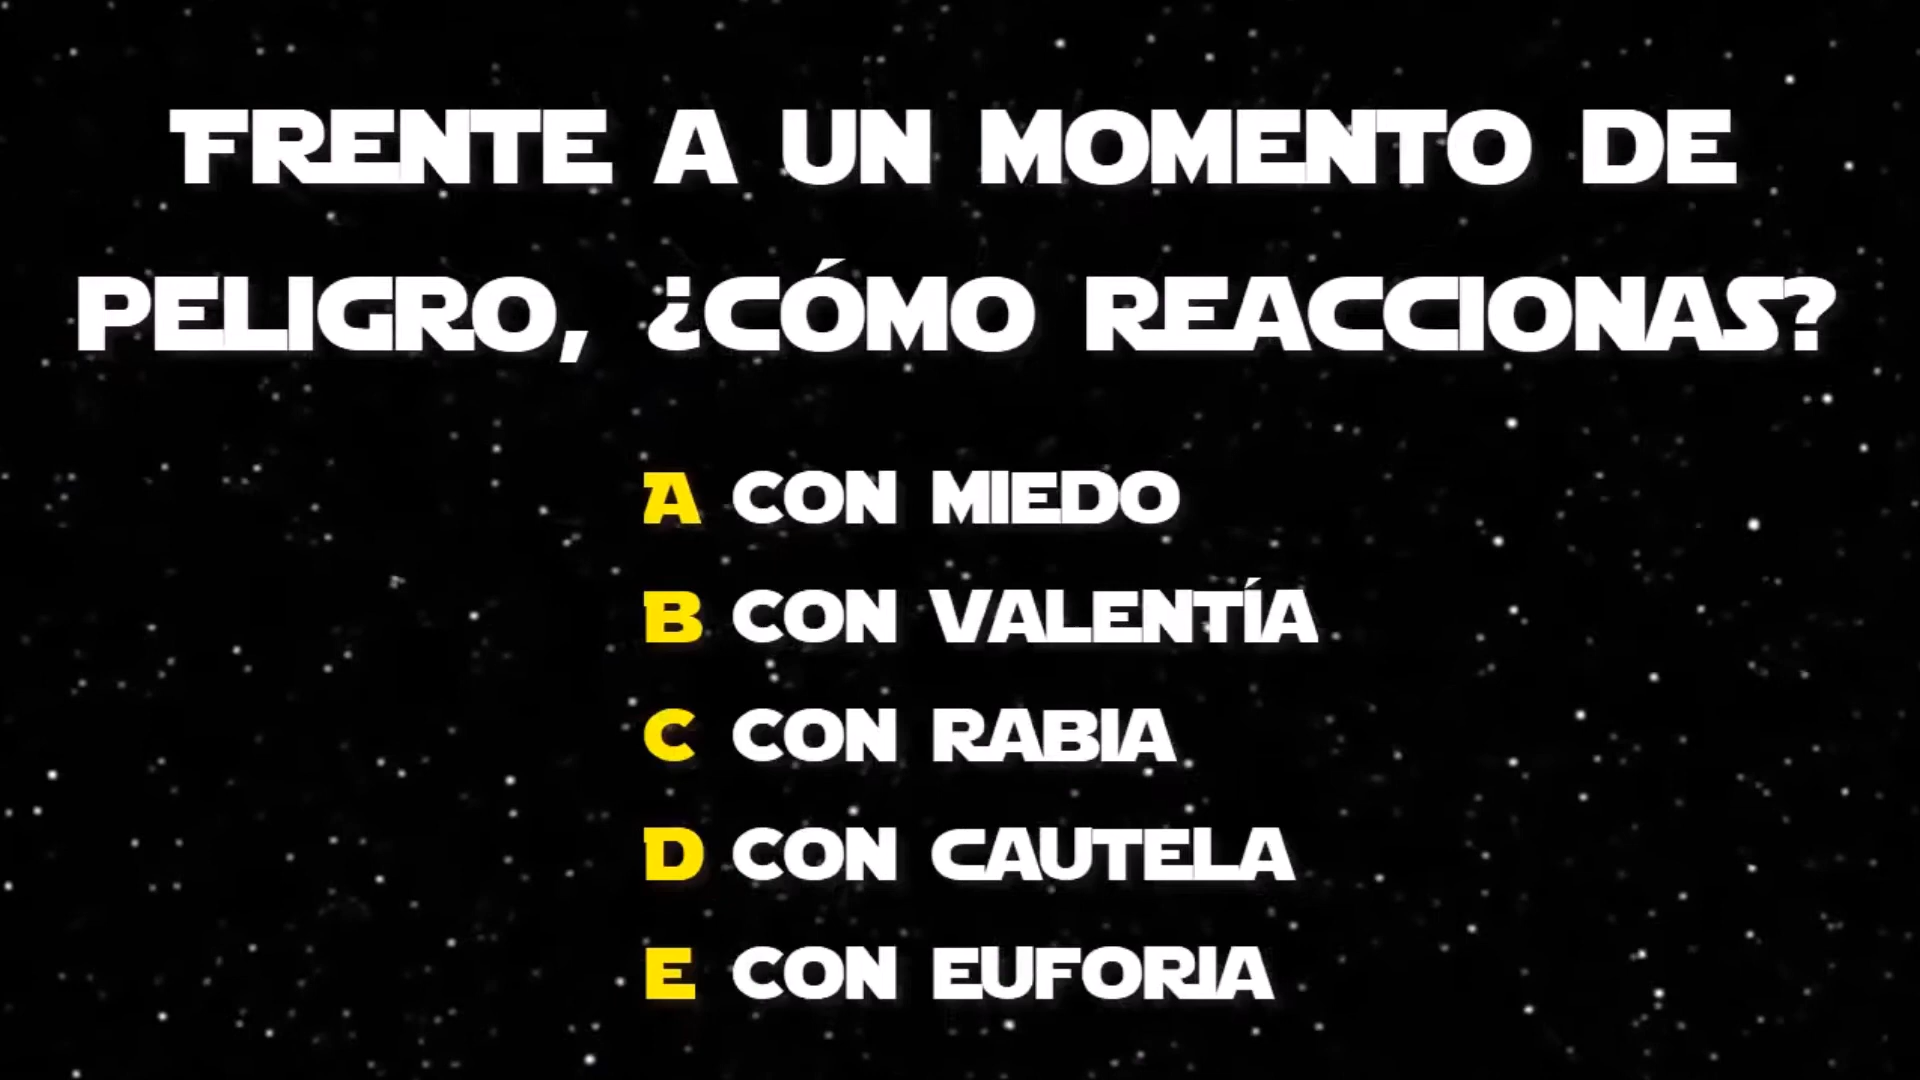 FRENTE A UN MOMENTO DE
PELIGRO, ¿CÓMO REACCIONAS?
A CON MIEDO
B CON VALENTÍA
C CON RABIA
D CON CAUTELA
E CON EUFORIA